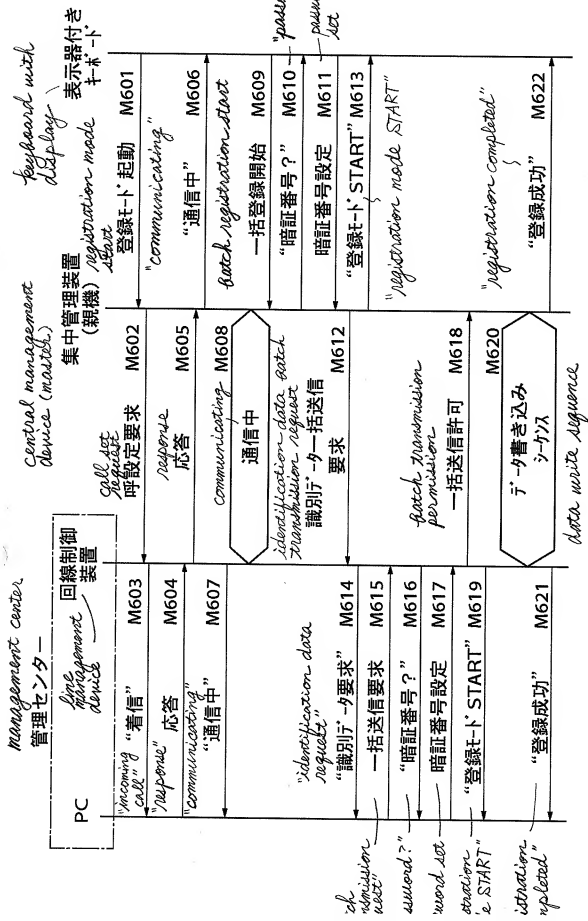 management center
管理センター
PC
line
management
device
回線制御
装置
central management
device (master)
集中管理装置
(親機)
keyboard with
display
表示器付き
キーボード
registration mode
start
登録モード起動 M601
call set
request
呼設定要求 M602
"incoming
call"
"着信" M603
"response"
応答 M604
response
応答 M605
"communicating"
"通信中" M606
"communicating"
"通信中" M607
communicating
M608
通信中
batch registration start
一括登録開始 M609
"暗証番号?" M610
暗証番号設定 M611
set
identification data batch
transmission request
識別データ一括送信
要求 M612
"登録モード START" M613
"registration mode START"
"identification data
request"
"識別データ要求" M614
一括送信要求 M615
"暗証番号?" M616
暗証番号設定 M617
batch transmission
permission
一括送信許可 M618
"登録モード START" M619
M620
データ書き込み
シーケンス
data write sequence
"登録成功" M621
"registration completed"
"登録成功" M622